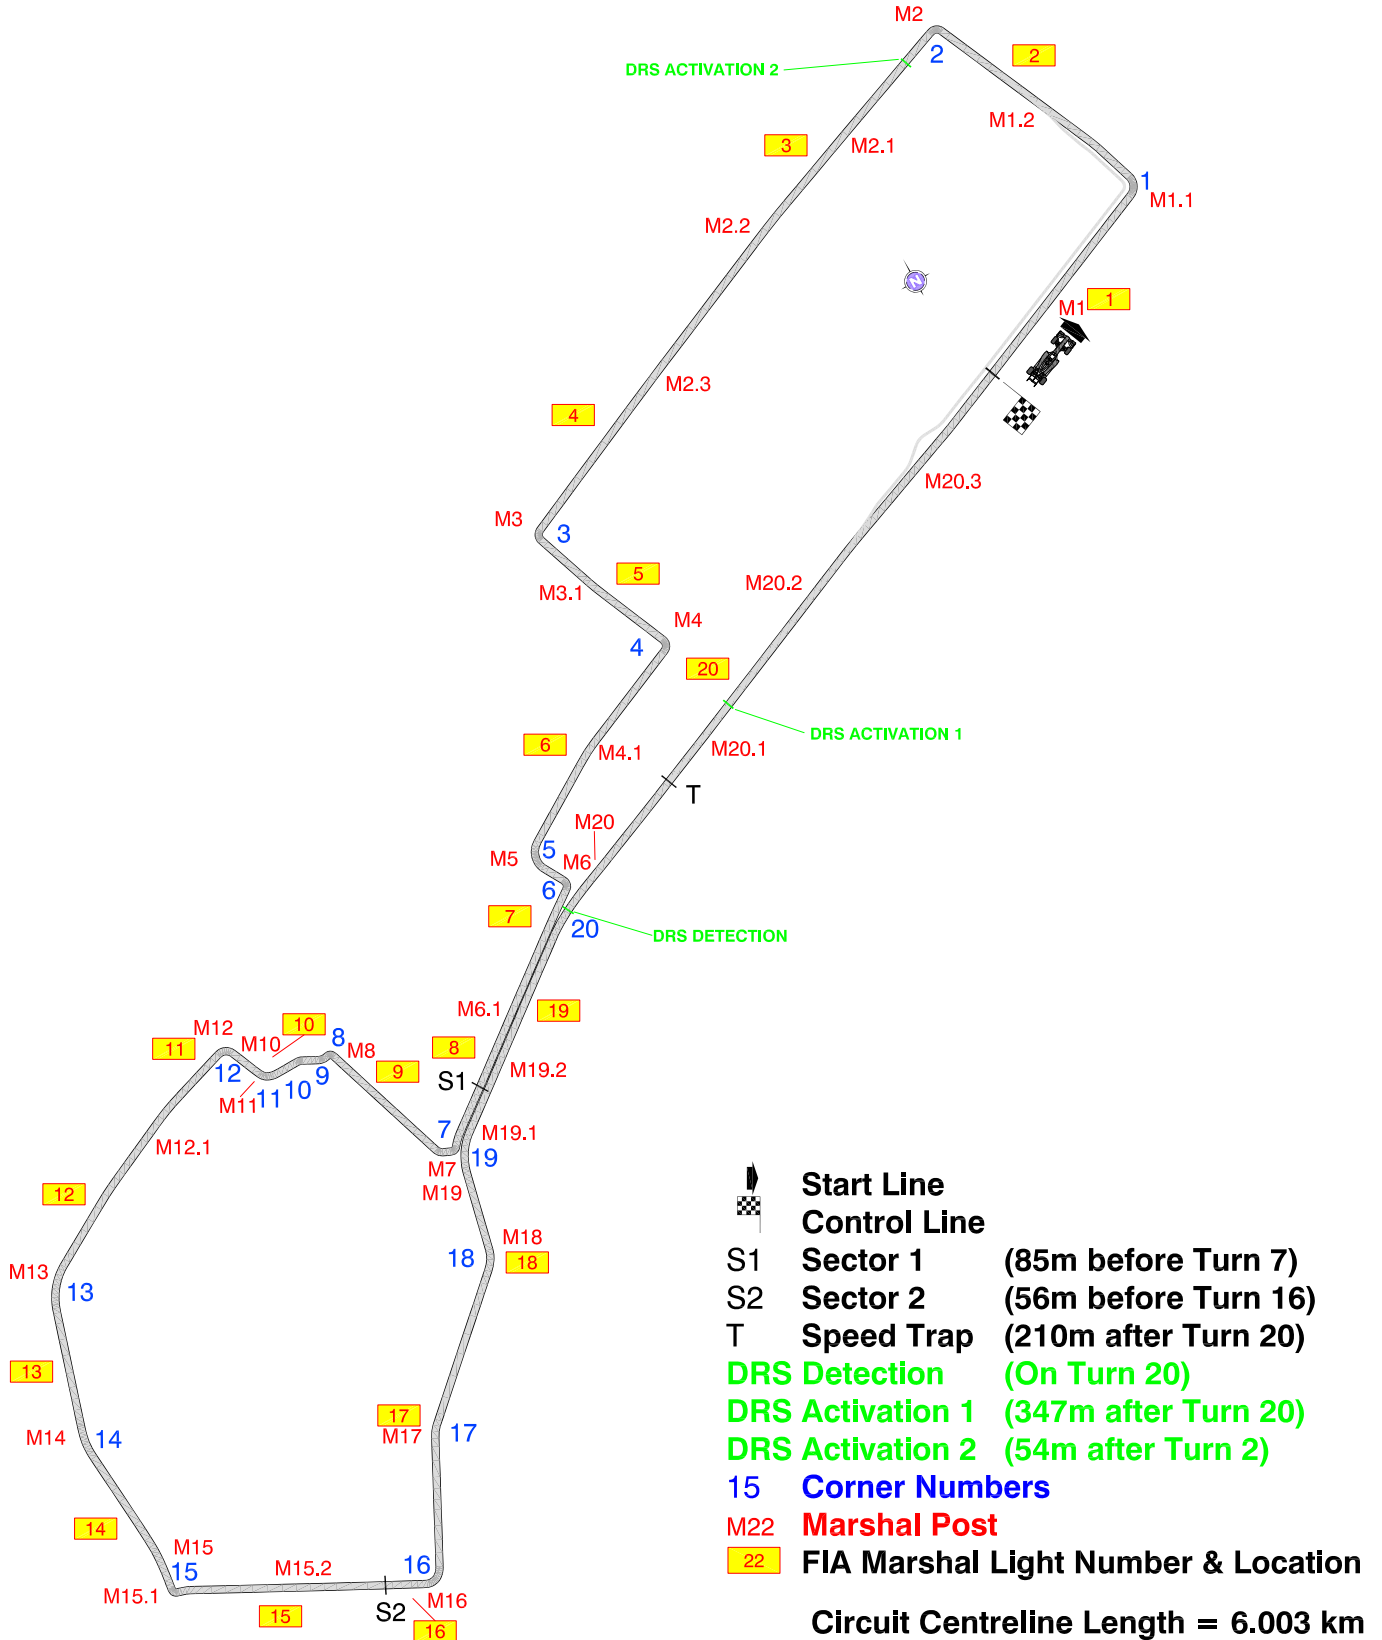 M2
2
2
DRS ACTIVATION 2
M1.2
3
M2.1
1
M1.1
M2.2
N
1
M1
M2.3
4
M20.3
M3
3
5
M3.1
M20.2
M4
4
20
DRS ACTIVATION 1
6
M4.1
M20.1
T
M20
5
M5
M6
6
7
20
DRS DETECTION
M6.1
19
10
M12
11
M10
8
M8
8
12
9
9
S1
M19.2
10
11
M11
7
M19.1
M12.1
19
M7
M19
12
M18
18
18
M13
13
13
17
M17
17
M14
14
14
M15
15
M15.2
16
M15.1
M16
S2
15
16
Start Line
Control Line
S1 Sector 1 (85m before Turn 7)
S2 Sector 2 (56m before Turn 16)
T Speed Trap (210m after Turn 20)
DRS Detection (On Turn 20)
DRS Activation 1 (347m after Turn 20)
DRS Activation 2 (54m after Turn 2)
15 Corner Numbers
M22 Marshal Post
22 FIA Marshal Light Number & Location
Circuit Centreline Length = 6.003 km